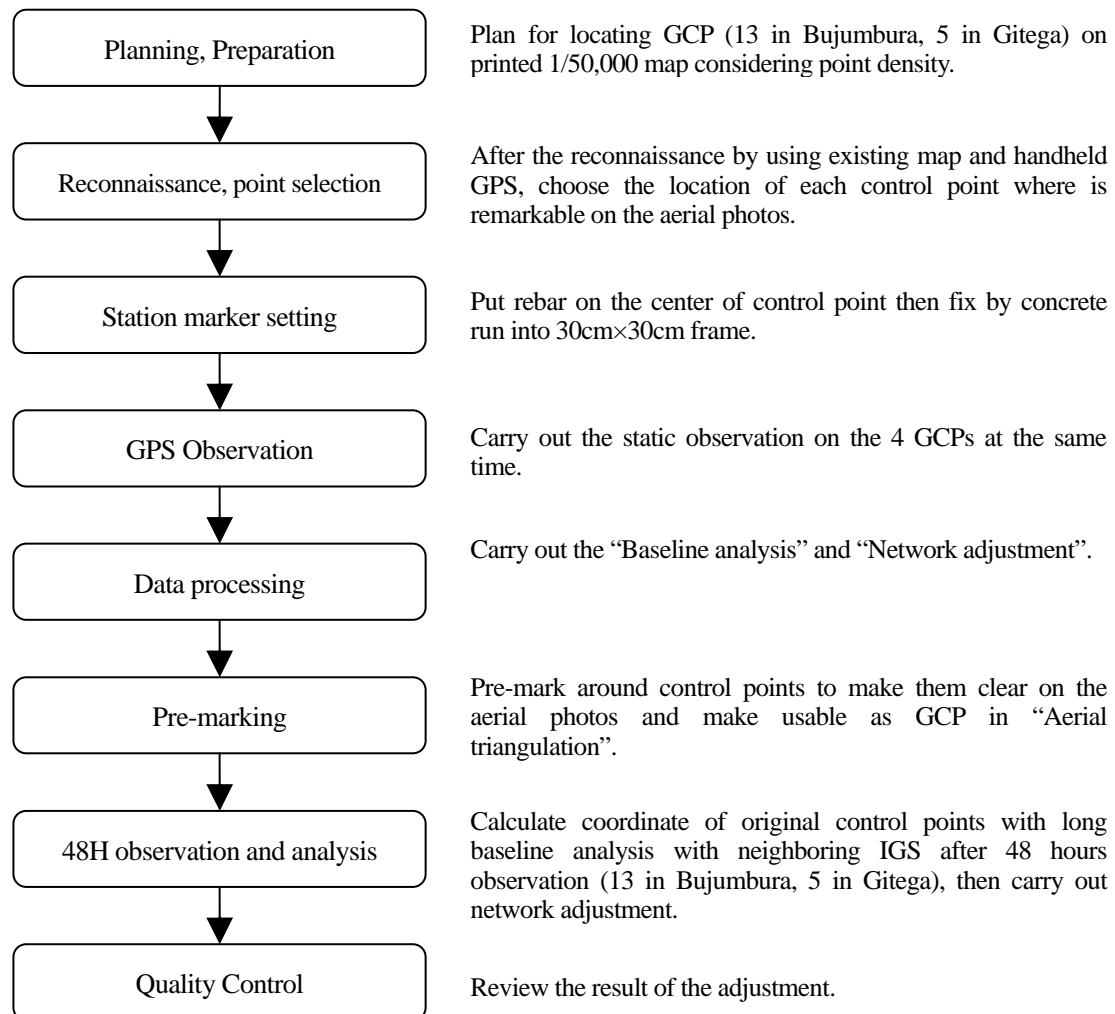 Planning, Preparation
Plan for locating GCP (13 in Bujumbura, 5 in Gitega) on
printed 1/50,000 map considering point density.
Reconnaissance, point selection
After the reconnaissance by using existing map and handheld
GPS, choose the location of each control point where is
remarkable on the aerial photos.
Station marker setting
Put rebar on the center of control point then fix by concrete
run into 30cm×30cm frame.
GPS Observation
Carry out the static observation on the 4 GCPs at the same
time.
Data processing
Carry out the “Baseline analysis” and “Network adjustment”.
Pre-marking
Pre-mark around control points to make them clear on the
aerial photos and make usable as GCP in “Aerial
triangulation”.
48H observation and analysis
Calculate coordinate of original control points with long
baseline analysis with neighboring IGS after 48 hours
observation (13 in Bujumbura, 5 in Gitega), then carry out
network adjustment.
Quality Control
Review the result of the adjustment.